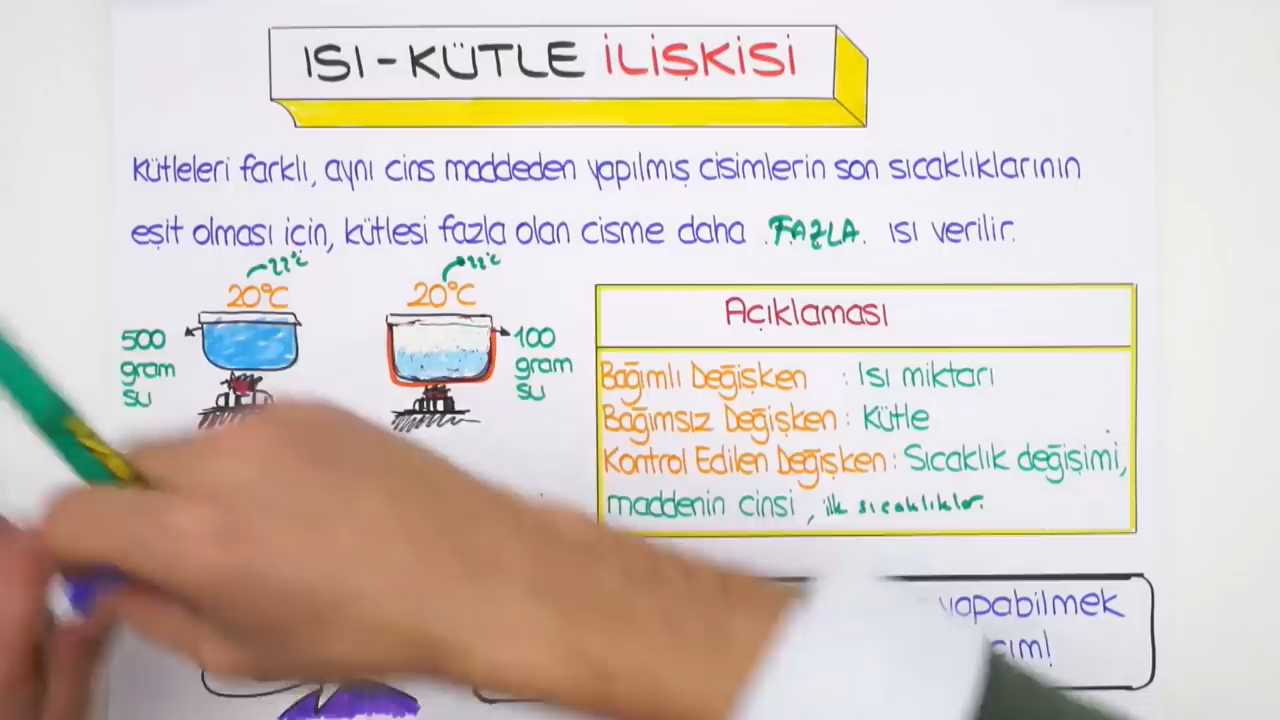 ISI-KÜTLE İLİŞKİSİ
Kütleleri farklı, aynı cins maddeden yapılmış cisimlerin son sıcaklıklarının
eşit olması için, kütlesi fazla olan cisme daha .FAZLA. ısı verilir.
22°C
22°C
20°C
20°C
500
gram
su
100
gram
su
Açıklaması
Bağımlı Değişken : Isı miktarı
Bağımsız Değişken : Kütle
Kontrol Edilen Değişken : Sıcaklık değişimi,
maddenin cinsi , ilk sıcaklıklar.
yapabilmek